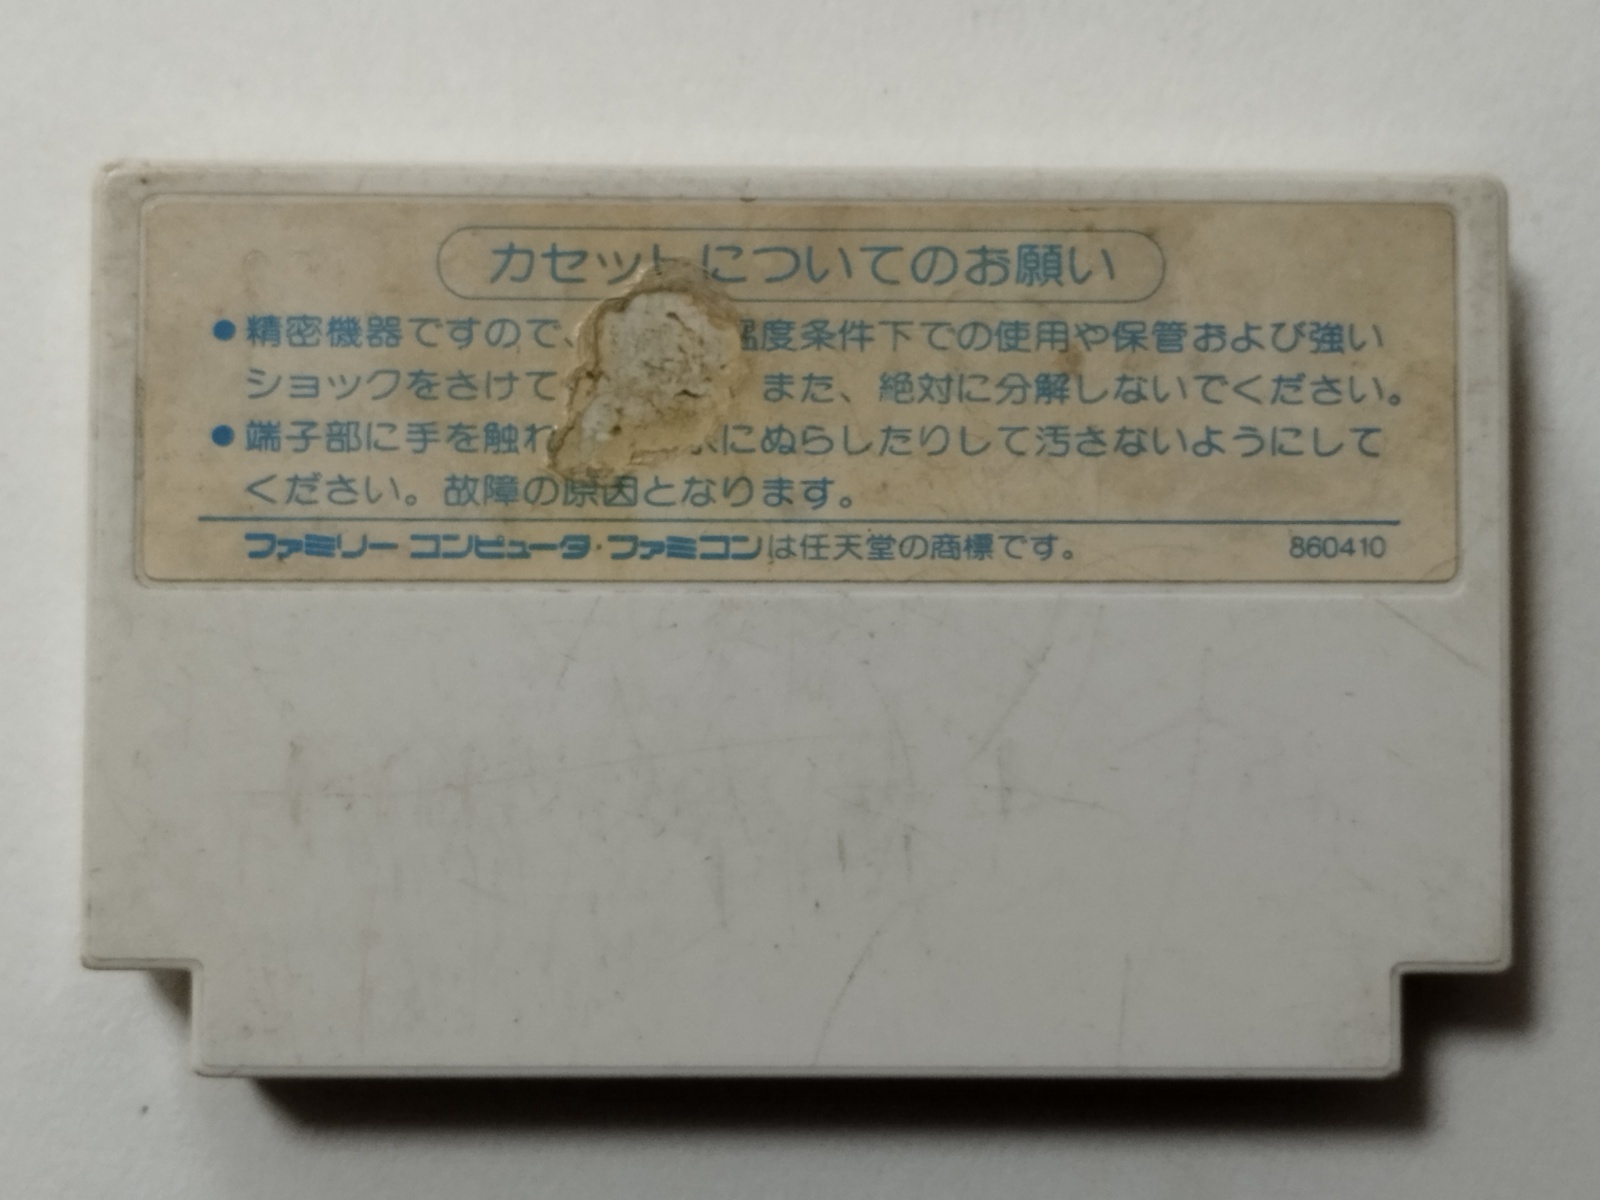 カセットについてのお願い
●精密機器ですので、温度条件下での使用や保管および強い
ショックをさけて また、絶対に分解しないでください。
●端子部に手を触れ 水にぬらしたりして汚さないようにして
ください。故障の原因となります。
ファミリー コンピュータ・ファミコンは任天堂の商標です。 860410